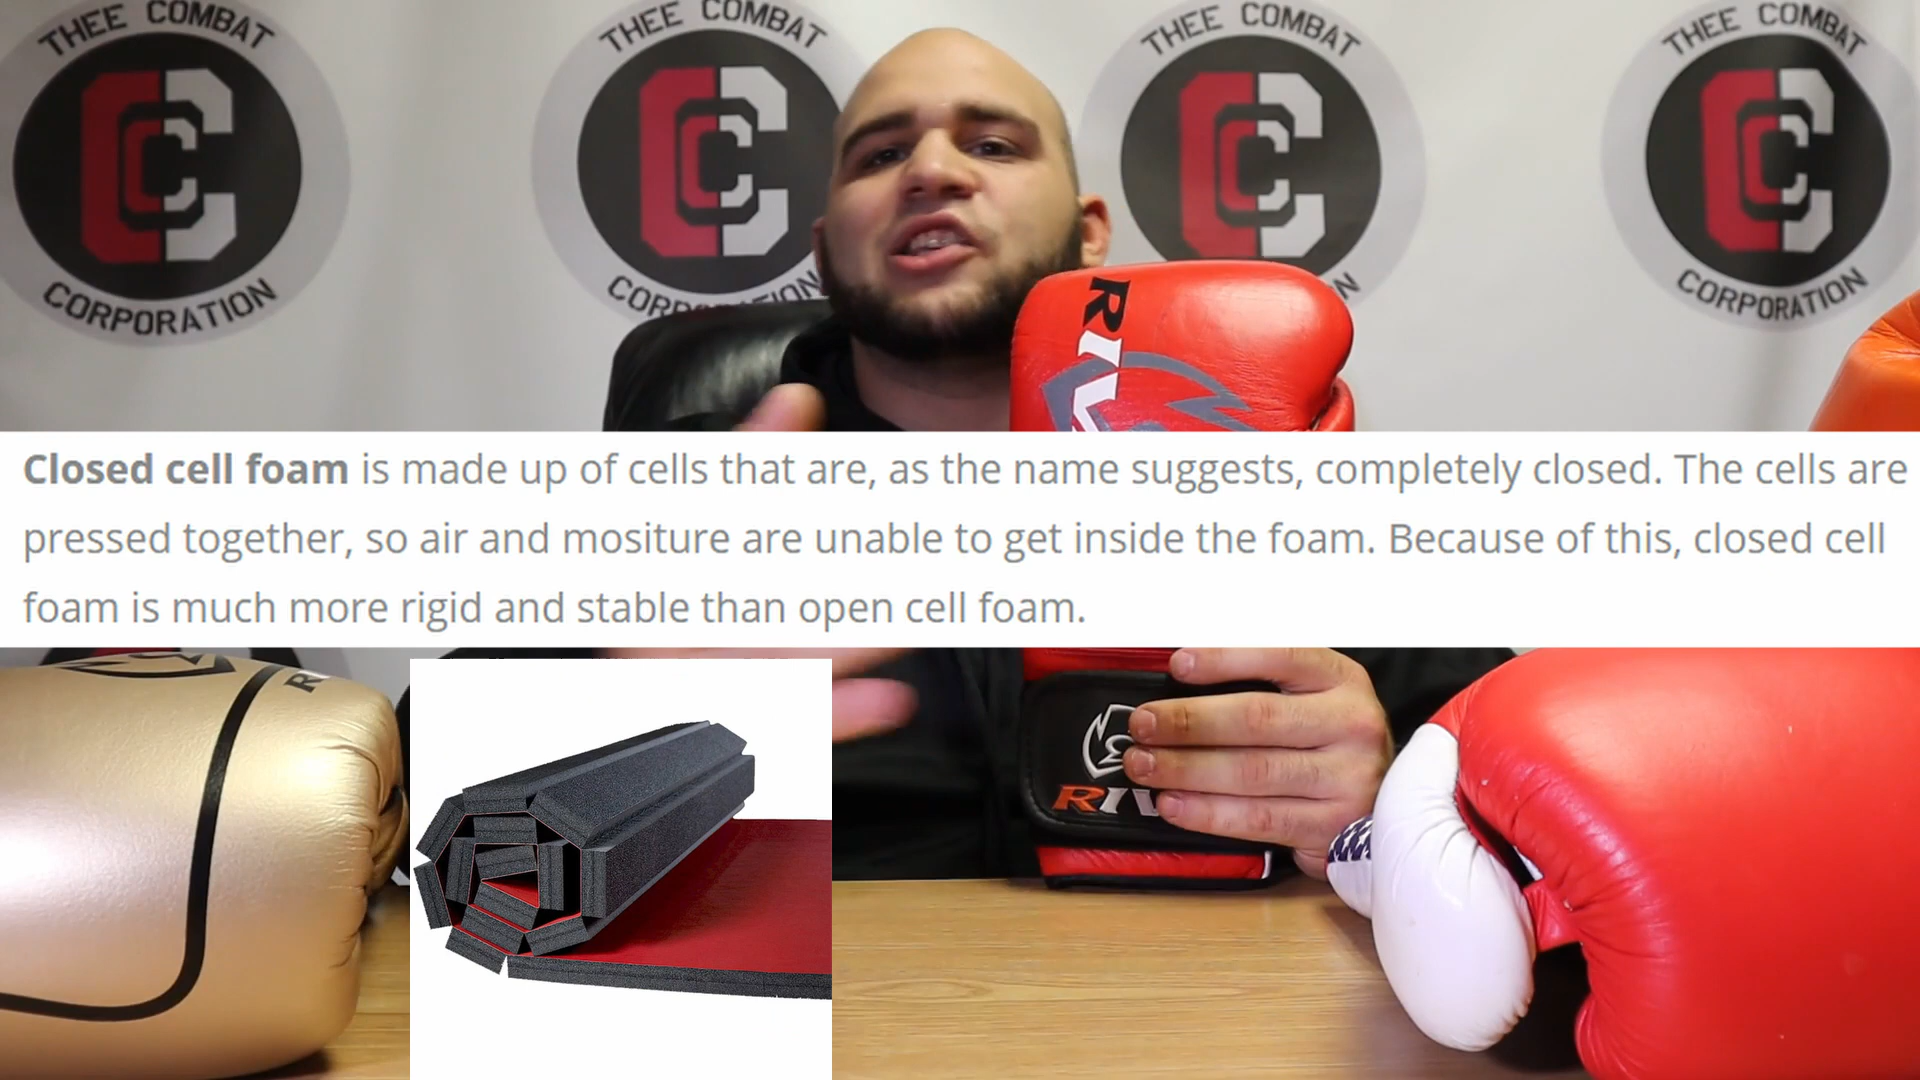 THEE COMBAT
CORPORATION
THEE COMBAT
THEE COMBAT
THEE COMBAT
CORPORATION
RIV
Closed cell foam is made up of cells that are, as the name suggests, completely closed. The cells are
pressed together, so air and mositure are unable to get inside the foam. Because of this, closed cell
foam is much more rigid and stable than open cell foam.
RIV